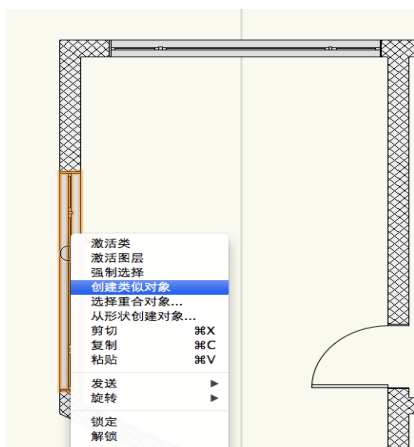 激活类
激活图层
强制选择
创建类似对象
选择重合对象...
从形状创建对象...
剪切 ⌘X
复制 ⌘C
粘贴 ⌘V
发送 ▶
旋转 ▶
锁定
解锁